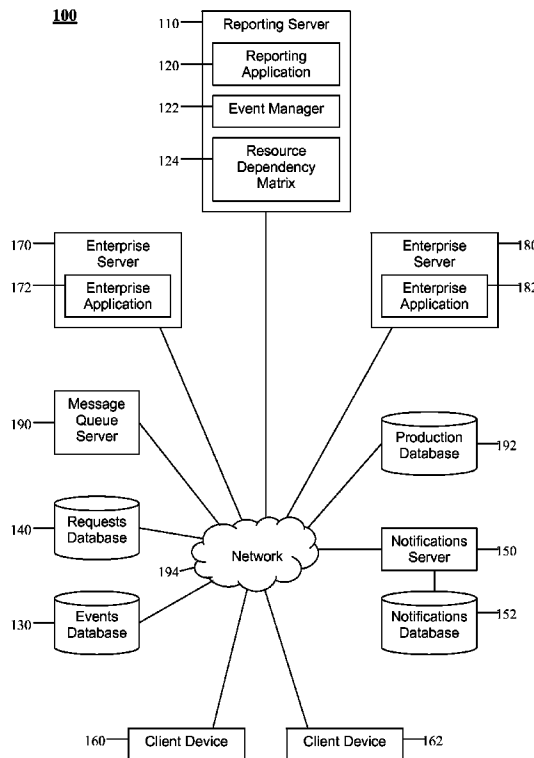 100
110
Reporting Server
120
Reporting
Application
122
Event Manager
124
Resource
Dependency
Matrix
170
Enterprise
Server
172
Enterprise
Application
Enterprise
Server
180
Enterprise
Application
182
190
Message
Queue
Server
Production
Database
192
140
Requests
Database
194
Network
Notifications
Server
150
130
Events
Database
Notifications
Database
152
160
Client Device
Client Device
162